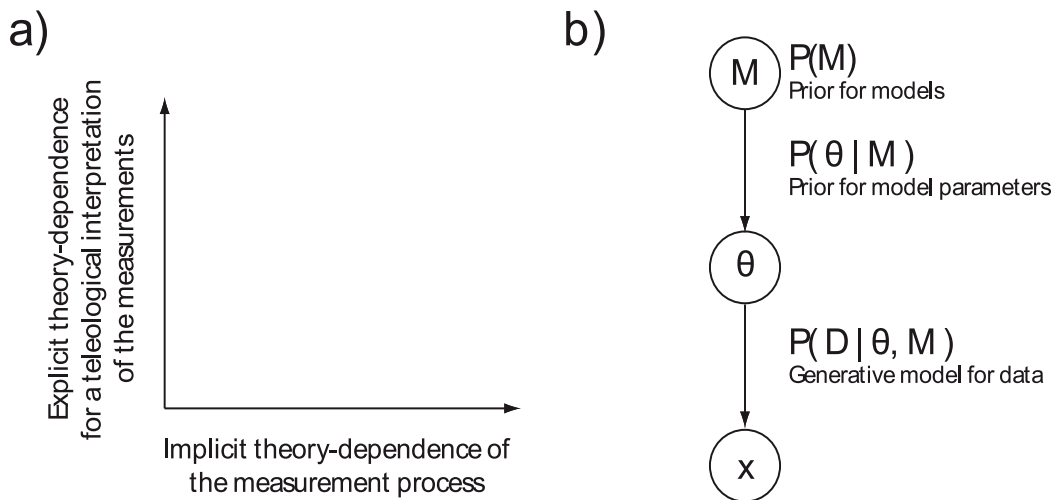 a)
Explicit theory-dependence
for a teleological interpretation
of the measurements
Implicit theory-dependence of
the measurement process
b)
M
P(M)
Prior for models
P( θ | M )
Prior for model parameters
θ
P( D | θ, M )
Generative model for data
x